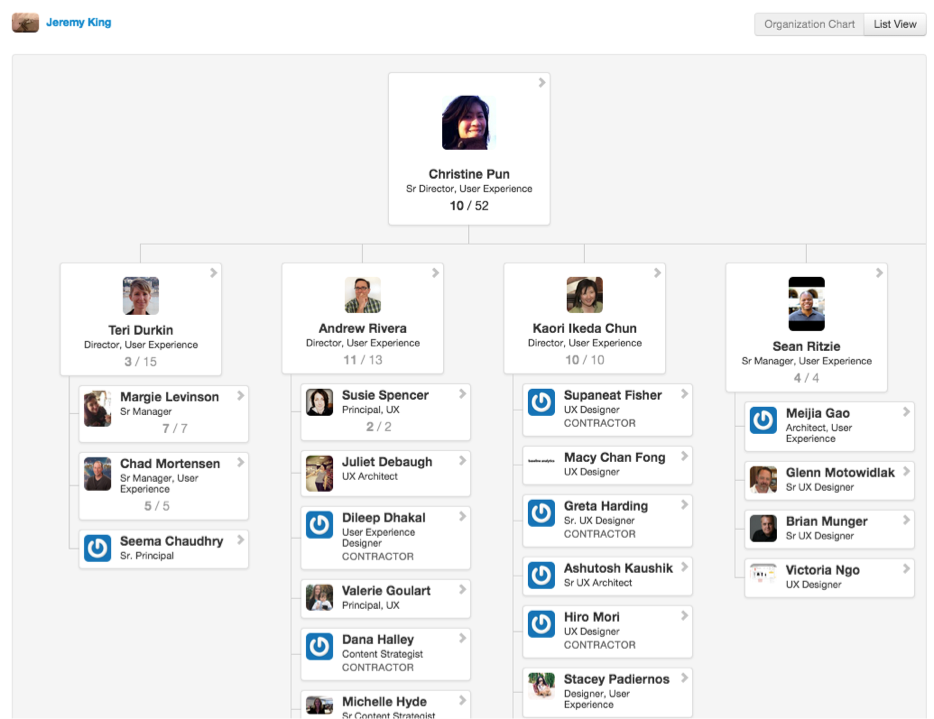 Jeremy King
Organization Chart
List View
Christine Pun
Sr Director, User Experience
10 / 52
Teri Durkin
Director, User Experience
3 / 15
Margie Levinson
Sr Manager
7 / 7
Chad Mortensen
Sr Manager, User
Experience
5 / 5
Seema Chaudhry
Sr. Principal
Andrew Rivera
Director, User Experience
11 / 13
Susie Spencer
Principal, UX
2 / 2
Juliet Debaugh
UX Architect
Dileep Dhakal
User Experience
Designer
CONTRACTOR
Valerie Goulart
Principal, UX
Dana Halley
Content Strategist
CONTRACTOR
Michelle Hyde
Sr Content Strategist
Kaori Ikeda Chun
Director, User Experience
10 / 10
Supaneat Fisher
UX Designer
CONTRACTOR
Macy Chan Fong
UX Designer
Greta Harding
Sr. UX Designer
CONTRACTOR
Ashutosh Kaushik
Sr UX Architect
Hiro Mori
UX Designer
CONTRACTOR
Stacey Padiernos
Designer, User
Experience
Sean Ritzie
Sr Manager, User Experience
4 / 4
Meijia Gao
Architect, User
Experience
Glenn Motowidlak
Sr UX Designer
Brian Munger
Sr UX Designer
Victoria Ngo
UX Designer